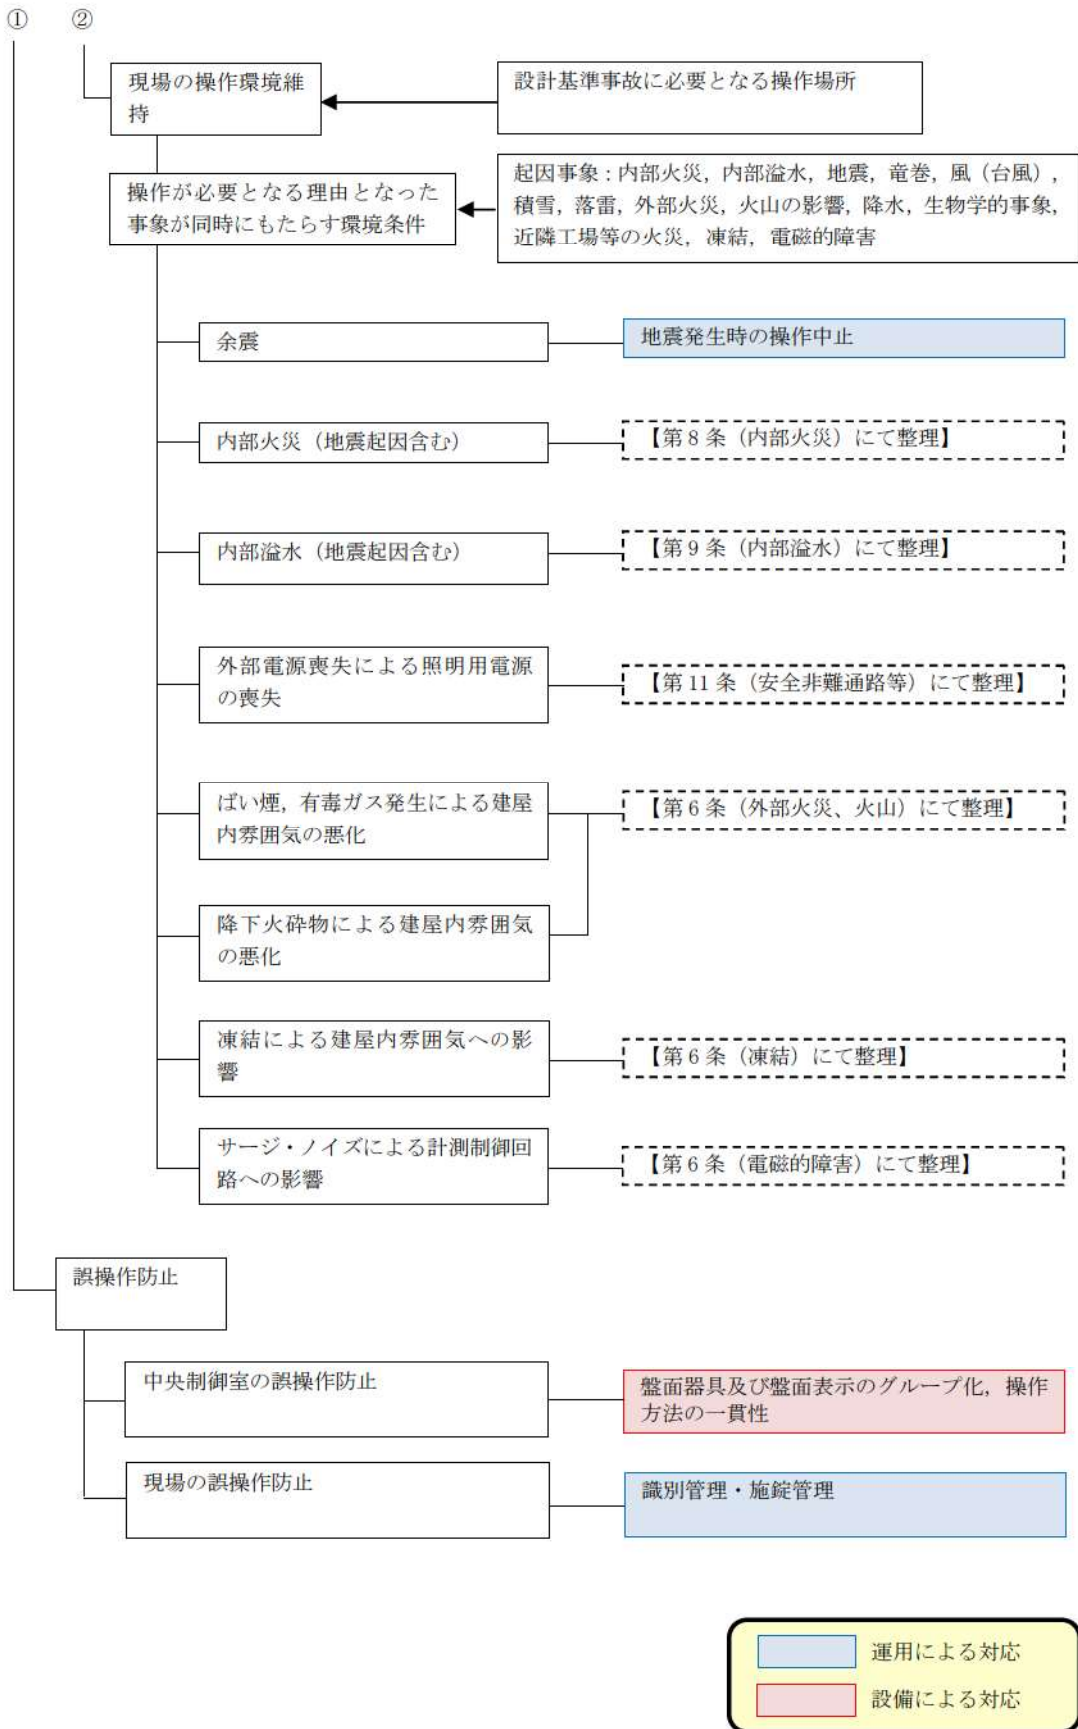 ① ②
現場の操作環境維
持
設計基準事故に必要となる操作場所
操作が必要となる理由となった
事象が同時にもたらす環境条件
起因事象：内部火災，内部溢水，地震，竜巻，風（台風），
積雪，落雷，外部火災，火山の影響，降水，生物学的事象，
近隣工場等の火災，凍結，電磁的障害
余震
地震発生時の操作中止
内部火災（地震起因含む）
【第８条（内部火災）にて整理】
内部溢水（地震起因含む）
【第９条（内部溢水）にて整理】
外部電源喪失による照明用電源
の喪失
【第 11 条（安全非難通路等）にて整理】
ばい煙，有毒ガス発生による建屋
内雰囲気の悪化
【第６条（外部火災、火山）にて整理】
降下火砕物による建屋内雰囲気
の悪化
凍結による建屋内雰囲気への影
響
【第６条（凍結）にて整理】
サージ・ノイズによる計測制御回
路への影響
【第６条（電磁的障害）にて整理】
誤操作防止
中央制御室の誤操作防止
盤面器具及び盤面表示のグループ化，操作
方法の一貫性
現場の誤操作防止
識別管理・施錠管理
運用による対応
設備による対応